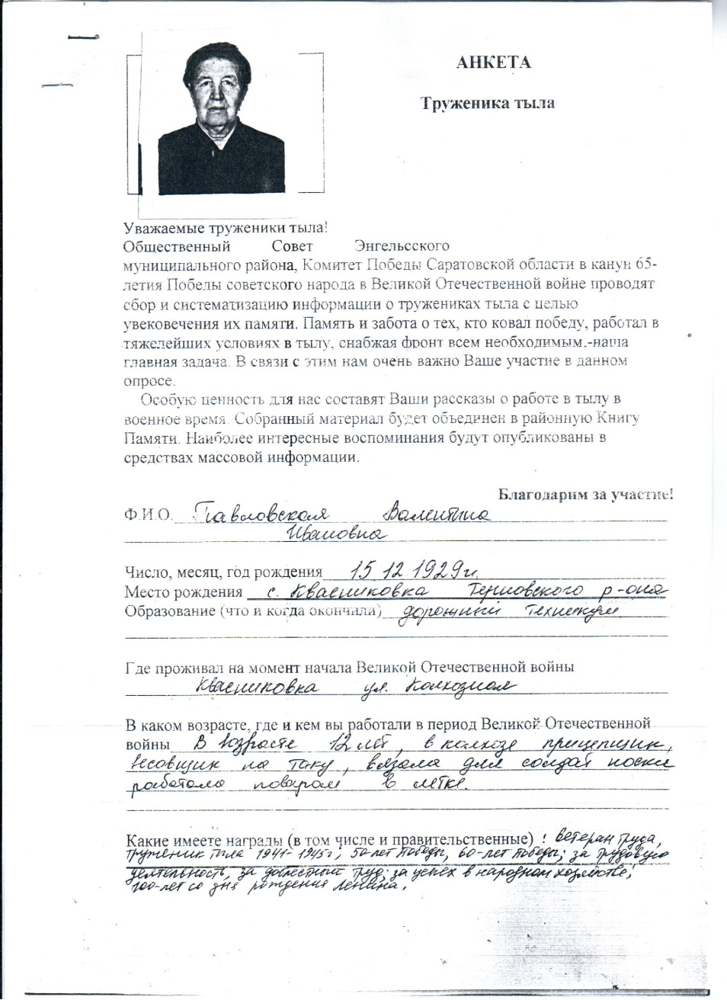 АНКЕТА
Труженика тыла
Уважаемые труженики тыла!
Общественный Совет Энгельсского
муниципального района, Комитет Победы Саратовской области в канун 65-
летия Победы советского народа в Великой Отечественной войне проводят
сбор и систематизацию информации о тружениках тыла с целью
увековечения их памяти. Память и забота о тех, кто ковал победу, работал в
тяжелейших условиях в тылу, снабжая фронт всем необходимым,-наша
главная задача. В связи с этим нам очень важно Ваше участие в данном
опросе.
Особую ценность для нас составят Ваши рассказы о работе в тылу в
военное время. Собранный материал будет объединен в районную Книгу
Памяти. Наиболее интересные воспоминания будут опубликованы в
средствах массовой информации.
Благодарим за участие!
Ф.И.О. Павловская Валентина
Ивановна
Число, месяц, год рождения 15 12 1929г.
Место рождения с. Квасниковка Терновского р-она
Образование (что и когда окончили) дорожный техникум
Где проживал на момент начала Великой Отечественной войны
Квасниковка ул. Колхозная
В каком возрасте, где и кем вы работали в период Великой Отечественной
войны В возрасте 12 лет, в колхозе прицепщик,
весовщик на току, вязала для солдат носки
работала поваром в летке.
Какие имеете награды (в том числе и правительственные) : Ветеран труда,
труженик тыла 1941-1945г, 50-лет Победы, 60-лет Победы; за трудовую
деятельность, за доблестный труд; за успех в народном хозяйстве;
100-лет со дня рождения Ленина.